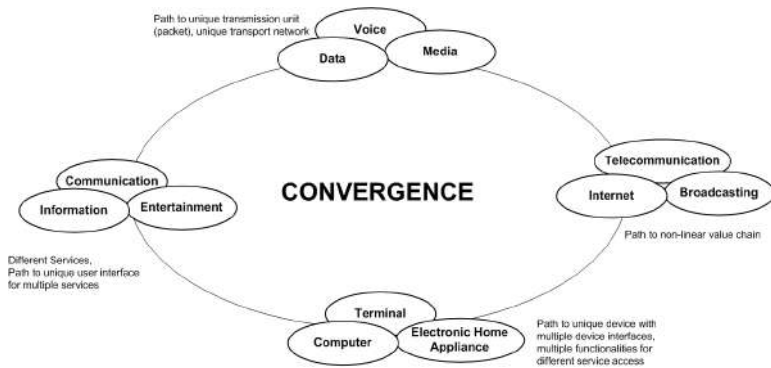 Path to unique transmission unit
(packet), unique transport network
Voice
Data
Media
Telecommunication
Internet
Broadcasting
Path to non-linear value chain
CONVERGENCE
Communication
Information
Entertainment
Different Services,
Path to unique user interface
for multiple services
Terminal
Computer
Electronic Home
Appliance
Path to unique device with
multiple device interfaces,
multiple functionalities for
different service access